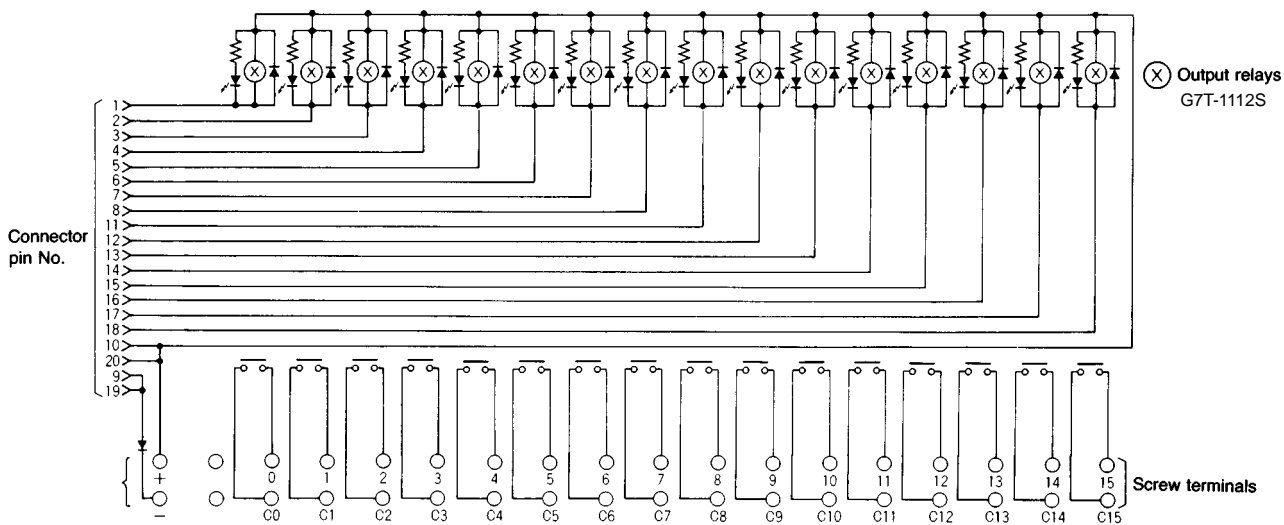 X X X X X X X X X X X X X X X X
X Output relays
G7T-1112S
Connector
pin No.
1
2
3
4
5
6
7
8
11
12
13
14
15
16
17
18
10
20
9
19
+ 0 1 2 3 4 5 6 7 8 9 10 11 12 13 14 15
Screw terminals
− C0 C1 C2 C3 C4 C5 C6 C7 C8 C9 C10 C11 C12 C13 C14 C15